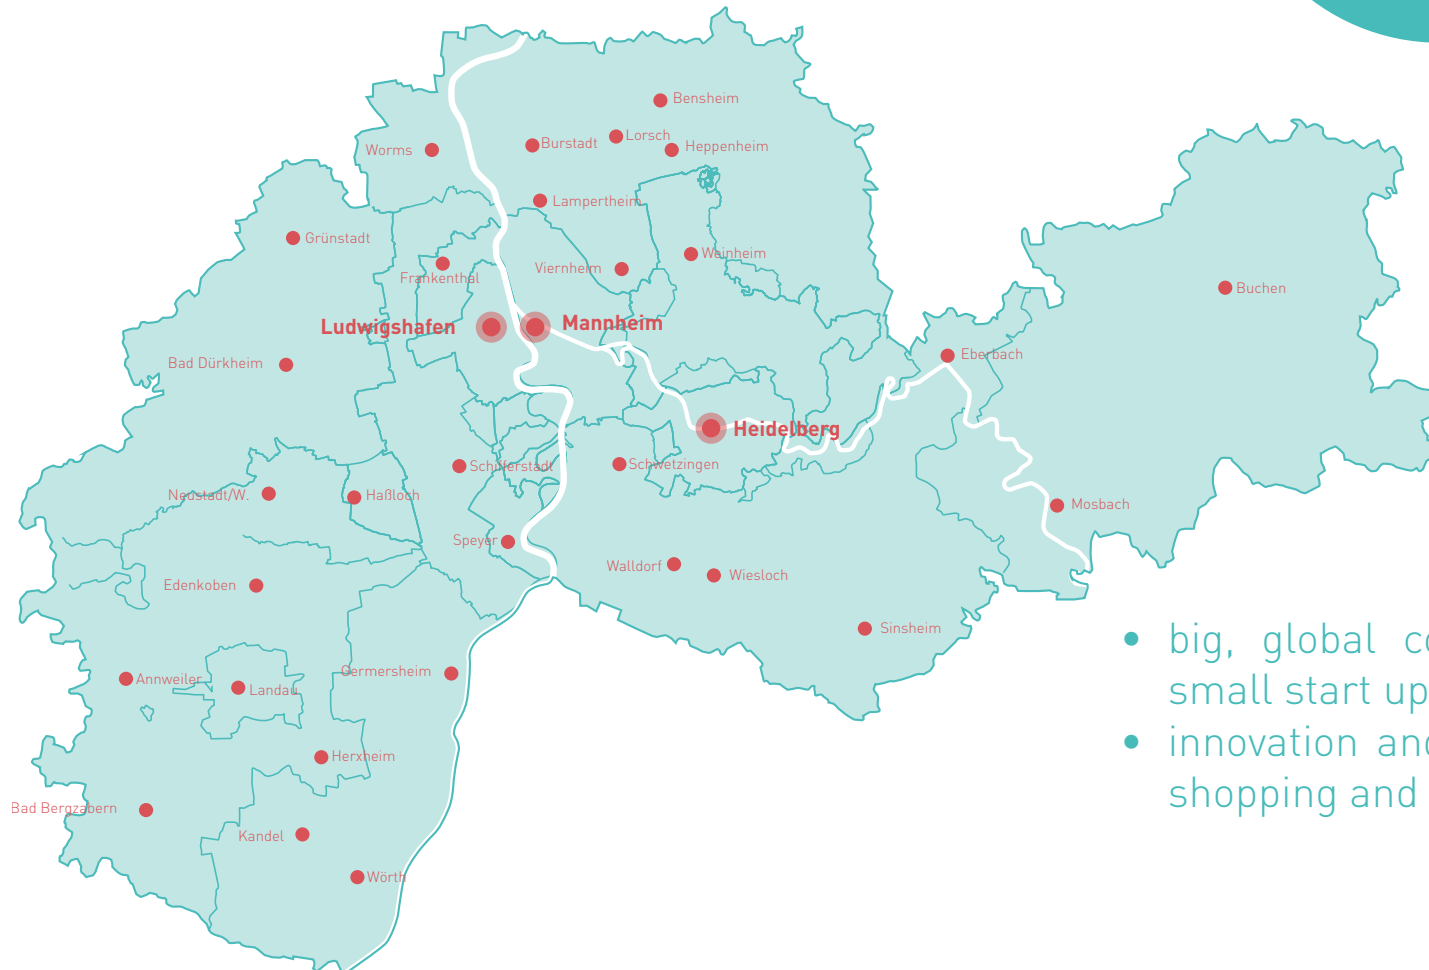 Bensheim
Lorsch
Burstadt
Heppenheim
Worms
Lampertheim
Grünstadt
Weinheim
Viernheim
Frankenthal
Buchen
Ludwigshafen
Mannheim
Eberbach
Bad Dürkheim
Heidelberg
Schifferstadt
Schwetzingen
Neustadt/W.
Haßloch
Mosbach
Speyer
Walldorf
Wiesloch
Edenkoben
Sinsheim
• big, global co
small start up
Germersheim
Annweiler
Landau
• innovation and
Herxheim
shopping and
Bad Bergzabern
Kandel
Wörth